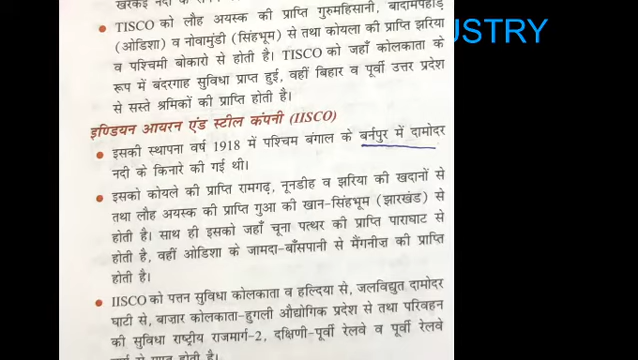 खरकई नदी के
TISCO को लौह अयस्क की प्राप्ति गुरुमहिसानी, बादामपहाड़
USTRY
(ओडिशा) व नोवामुंडी (सिंहभूम) से तथा कोयला की प्राप्ति झरिया
व पश्चिमी बोकारो से होती है। TISCO को जहाँ कोलकाता के
रूप में बंदरगाह सुविधा प्राप्त हुई, वहीं बिहार व पूर्वी उत्तर प्रदेश
से सस्ते श्रमिकों की प्राप्ति होती है।
इण्डियन आयरन एंड स्टील कंपनी (IISCO)
इसकी स्थापना वर्ष 1918 में पश्चिम बंगाल के बर्नपुर में दामोदर
नदी के किनारे की गई थी।
इसको कोयले की प्राप्ति रामगढ़, नूनडीह व झरिया की खदानों से
तथा लौह अयस्क की प्राप्ति गुआ की खान-सिंहभूम (झारखंड) से
होती है। साथ ही इसको जहाँ चूना पत्थर की प्राप्ति पाराघाट से
होती है, वहीं ओडिशा के जामदा-बाँसपानी से मैंगनीज की प्राप्ति
होती है।
IISCO को पत्तन सुविधा कोलकाता व हल्दिया से, जलविद्युत दामोदर
घाटी से, बाज़ार कोलकाता-हुगली औद्योगिक प्रदेश से तथा परिवहन
की सुविधा राष्ट्रीय राजमार्ग-2, दक्षिणी-पूर्वी रेलवे व पूर्वी रेलवे
से प्राप्त होती है।